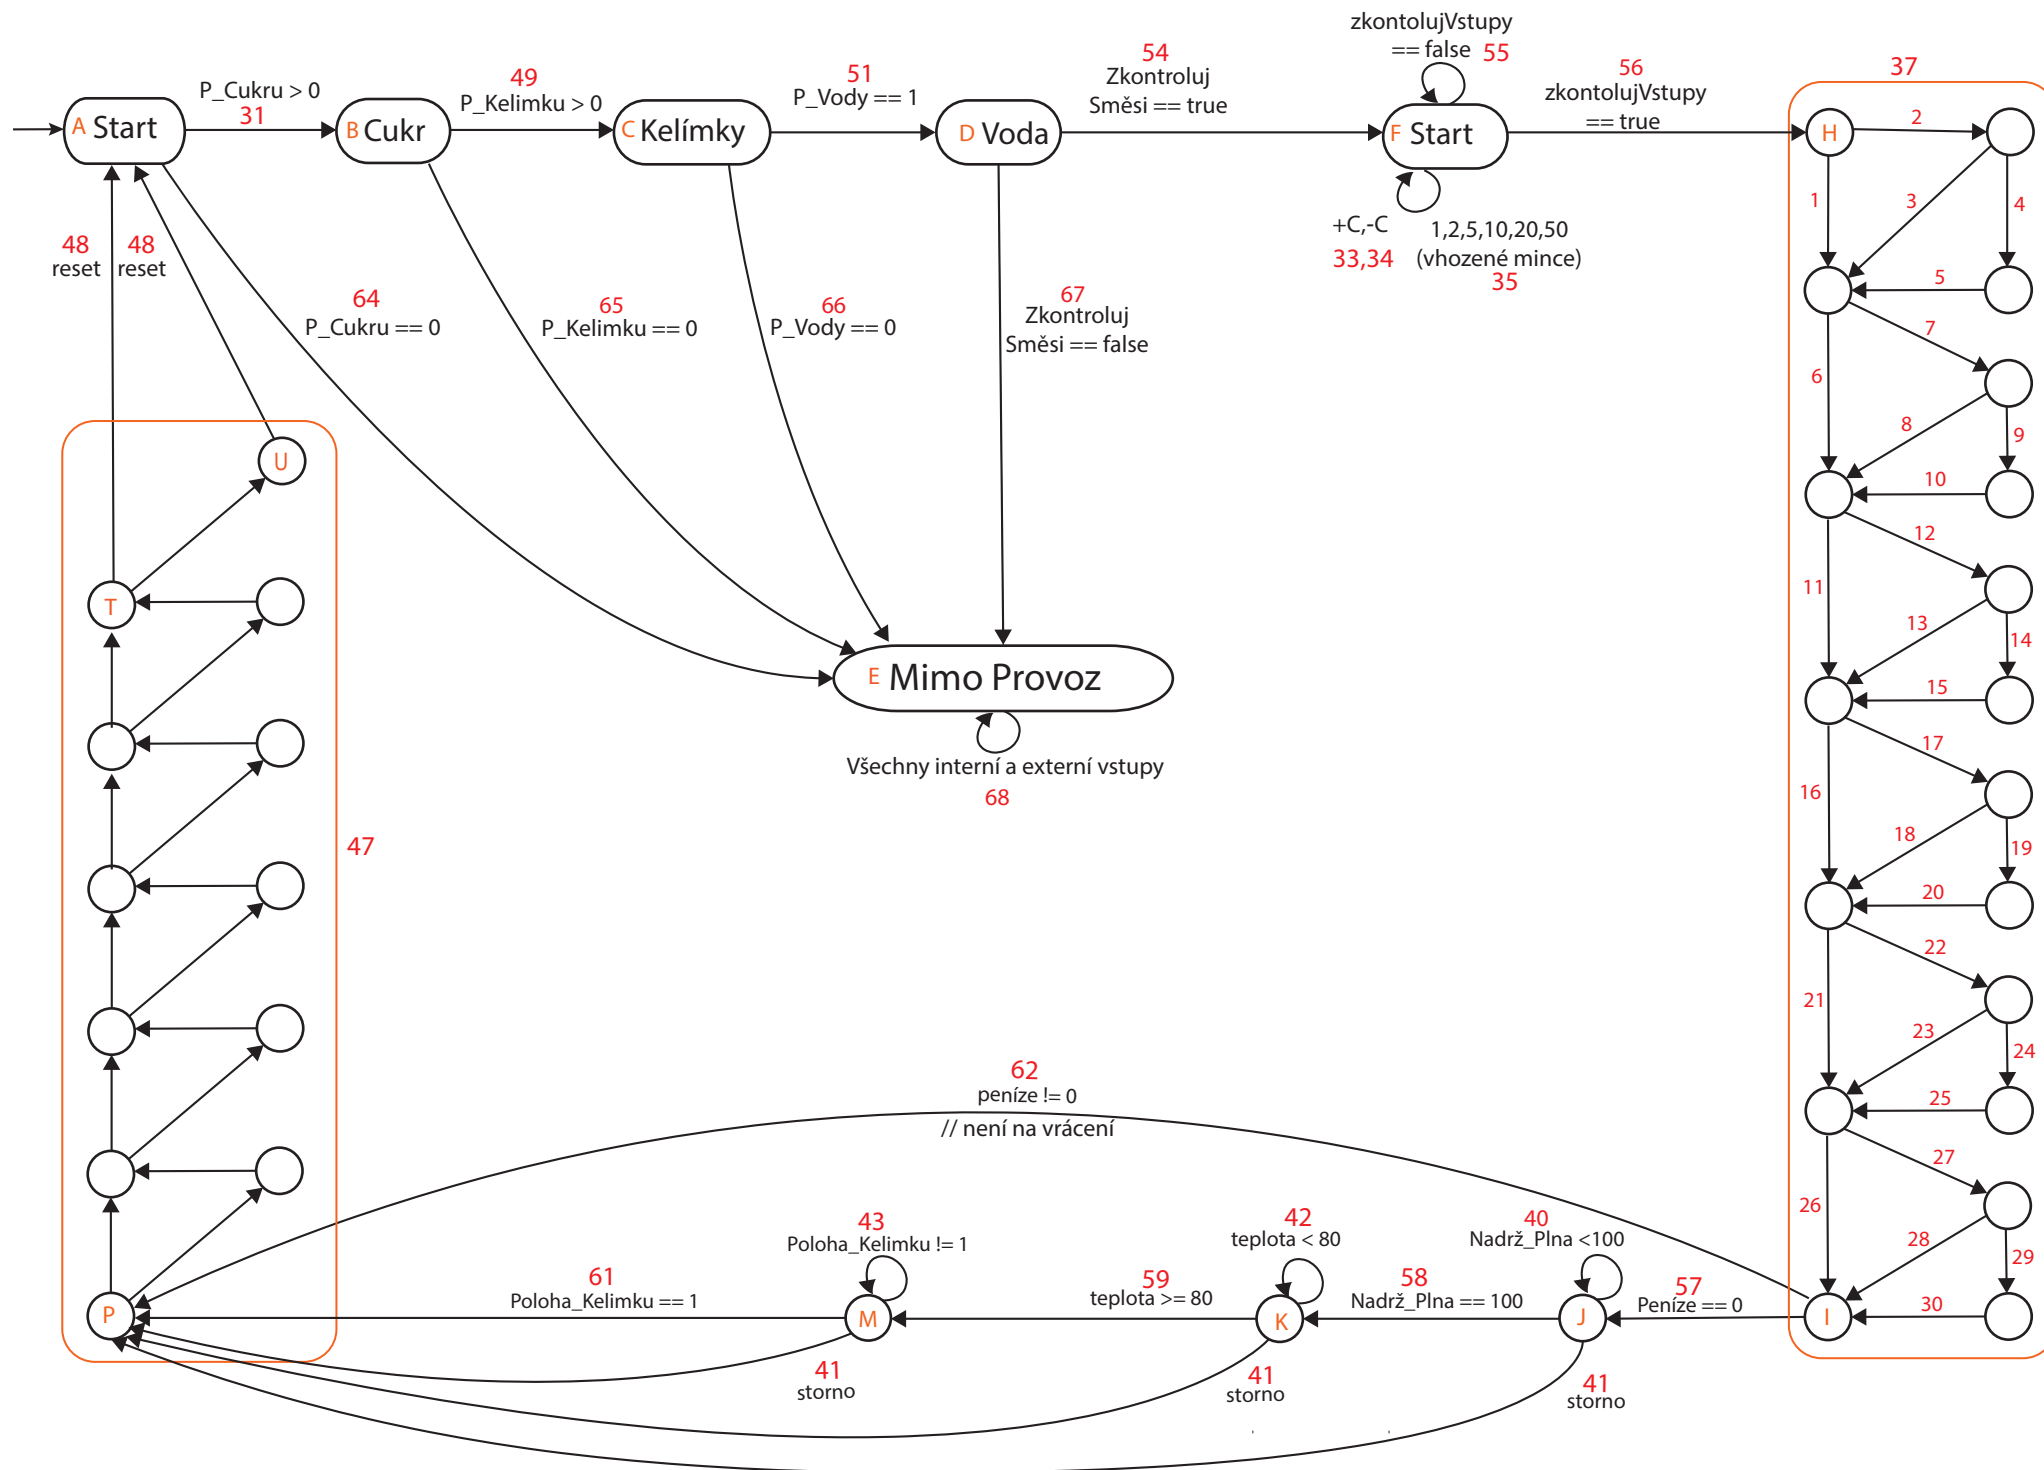 zkontolujVstupy
== false 55
54
Zkontroluj
Směsi == true
56
zkontolujVstupy
== true
37
49
P_Kelimku > 0
51
P_Vody == 1
P_Cukru > 0
31
A Start
B Cukr
C Kelímky
D Voda
F Start
H
2
1
3
4
+C,-C
33,34
1,2,5,10,20,50
(vhozené mince)
35
48
reset
48
reset
64
P_Cukru == 0
65
P_Kelimku == 0
66
P_Vody == 0
67
Zkontroluj
Směsi == false
5
7
6
8
9
10
U
12
11
13
14
15
T
E Mimo Provoz
Všechny interní a externí vstupy
68
17
16
18
19
20
47
22
21
23
24
25
62
peníze != 0
// není na vrácení
27
26
28
29
30
43
Poloha_Kelimku != 1
42
teplota < 80
40
Nadrž_Plna <100
61
Poloha_Kelimku == 1
59
teplota >= 80
58
Nadrž_Plna == 100
57
Peníze == 0
P
M
K
J
I
41
storno
41
storno
41
storno